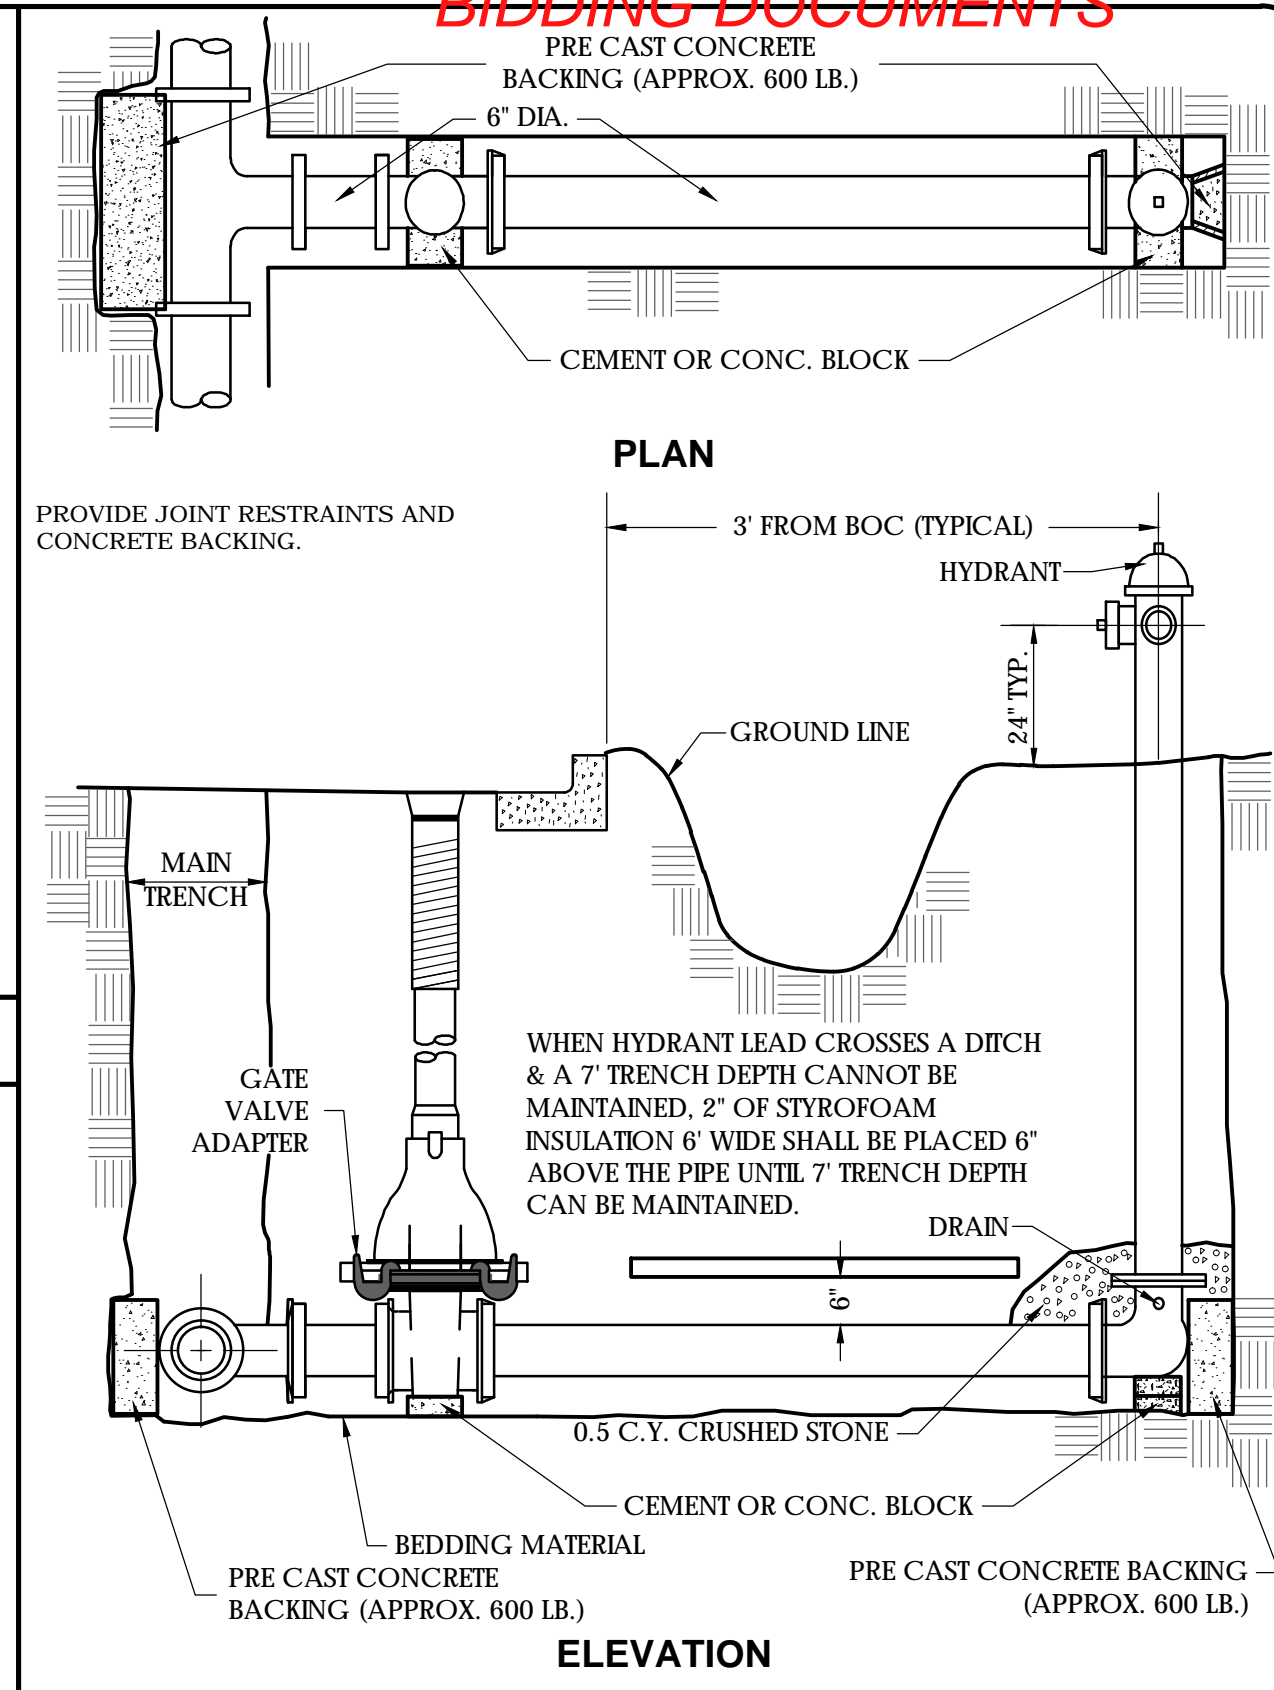 BIDDING DOCUMENTS
PRE CAST CONCRETE
BACKING (APPROX. 600 LB.)
6" DIA.
CEMENT OR CONC. BLOCK
PLAN
PROVIDE JOINT RESTRAINTS AND
CONCRETE BACKING.
3' FROM BOC (TYPICAL)
HYDRANT
24" TYP.
GROUND LINE
MAIN
TRENCH
WHEN HYDRANT LEAD CROSSES A DITCH
& A 7' TRENCH DEPTH CANNOT BE
MAINTAINED, 2" OF STYROFOAM
INSULATION 6' WIDE SHALL BE PLACED 6"
ABOVE THE PIPE UNTIL 7' TRENCH DEPTH
CAN BE MAINTAINED.
GATE
VALVE
ADAPTER
DRAIN
6"
0.5 C.Y. CRUSHED STONE
CEMENT OR CONC. BLOCK
BEDDING MATERIAL
PRE CAST CONCRETE
BACKING (APPROX. 600 LB.)
PRE CAST CONCRETE BACKING
(APPROX. 600 LB.)
ELEVATION